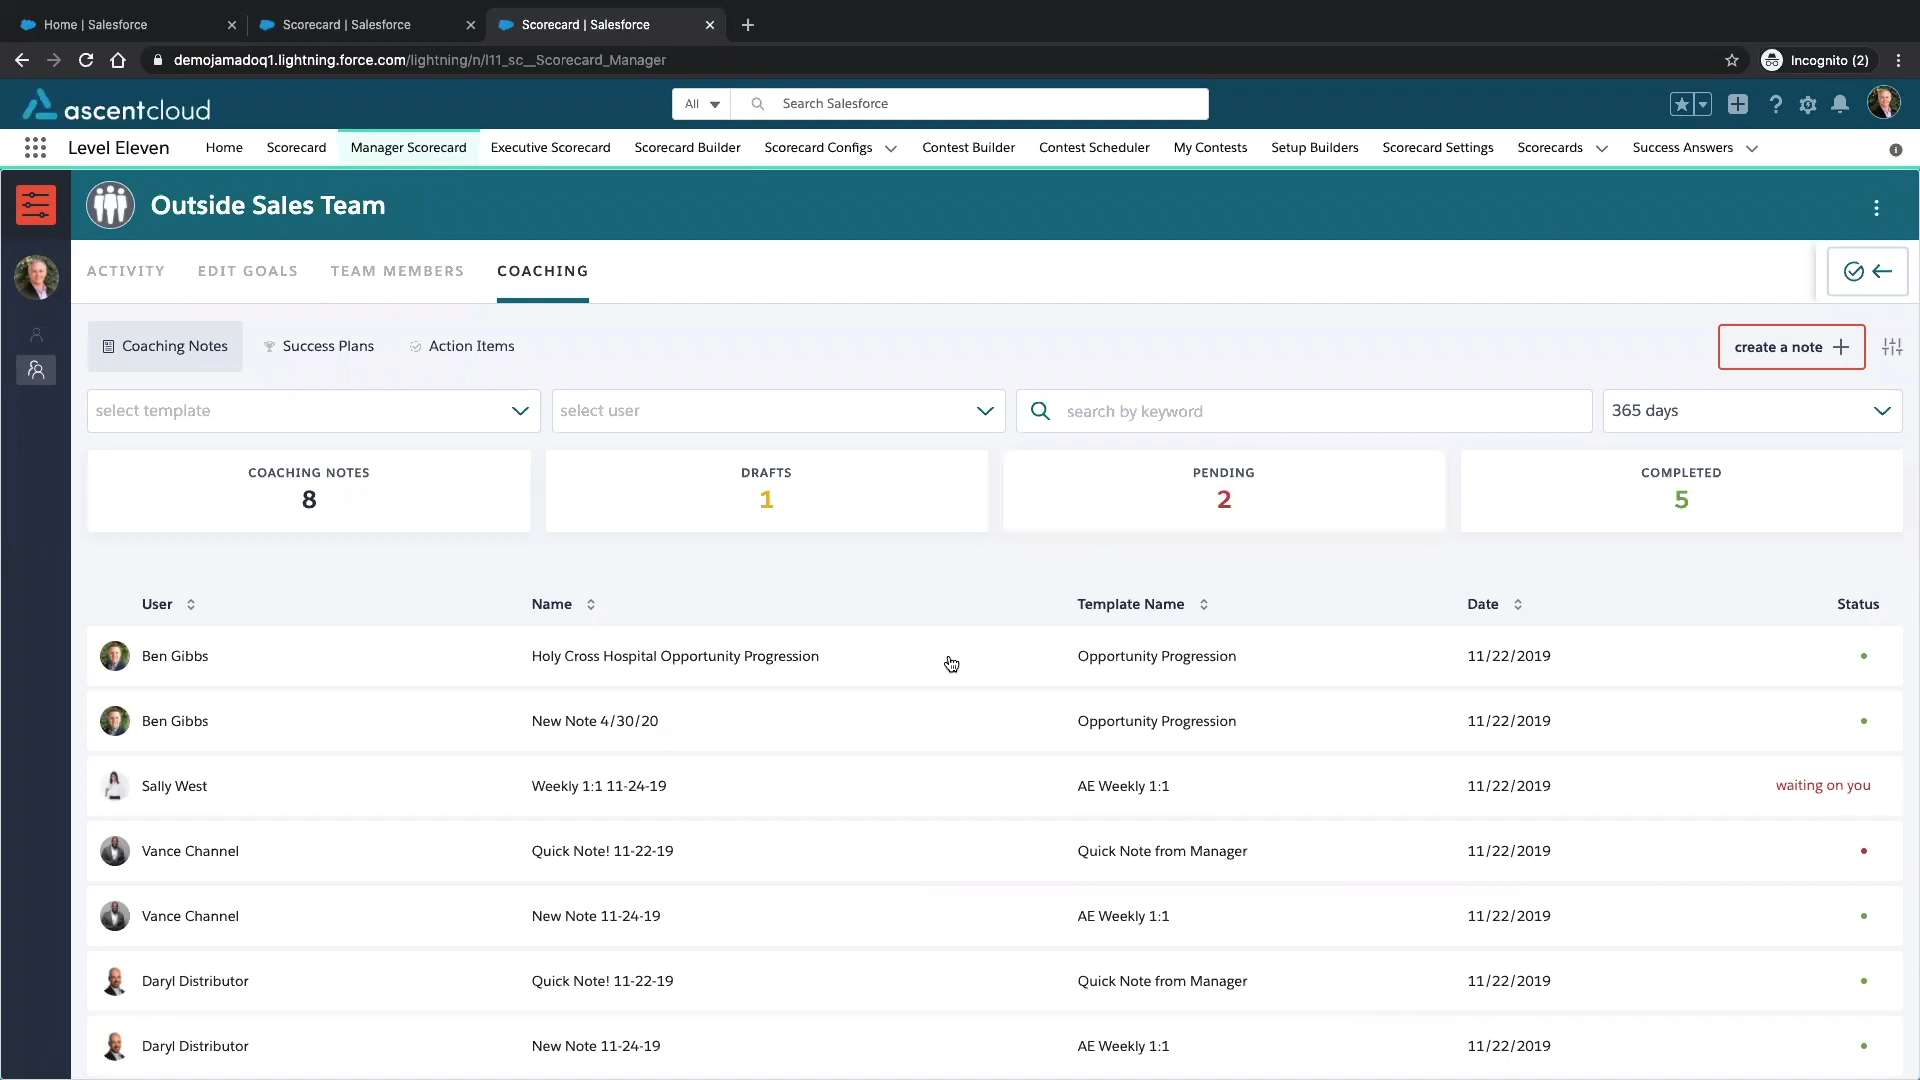 Home | Salesforce
Scorecard | Salesforce
Scorecard | Salesforce
demojamadoq1.lightning.force.com/lightning/n/l11_sc__Scorecard_Manager
Incognito (2)
ascentcloud
All
Search Salesforce
Level Eleven
Home
Scorecard
Manager Scorecard
Executive Scorecard
Scorecard Builder
Scorecard Configs
Contest Builder
Contest Scheduler
My Contests
Setup Builders
Scorecard Settings
Scorecards
Success Answers
Outside Sales Team
ACTIVITY
EDIT GOALS
TEAM MEMBERS
COACHING
Coaching Notes
Success Plans
Action Items
create a note
select template
select user
search by keyword
365 days
COACHING NOTES
8
DRAFTS
1
PENDING
2
COMPLETED
5
User Name Template Name Date Status
Ben Gibbs Holy Cross Hospital Opportunity Progression Opportunity Progression 11/22/2019
Ben Gibbs New Note 4/30/20 Opportunity Progression 11/22/2019
Sally West Weekly 1:1 11-24-19 AE Weekly 1:1 11/22/2019 waiting on you
Vance Channel Quick Note! 11-22-19 Quick Note from Manager 11/22/2019
Vance Channel New Note 11-24-19 AE Weekly 1:1 11/22/2019
Daryl Distributor Quick Note! 11-22-19 Quick Note from Manager 11/22/2019
Daryl Distributor New Note 11-24-19 AE Weekly 1:1 11/22/2019